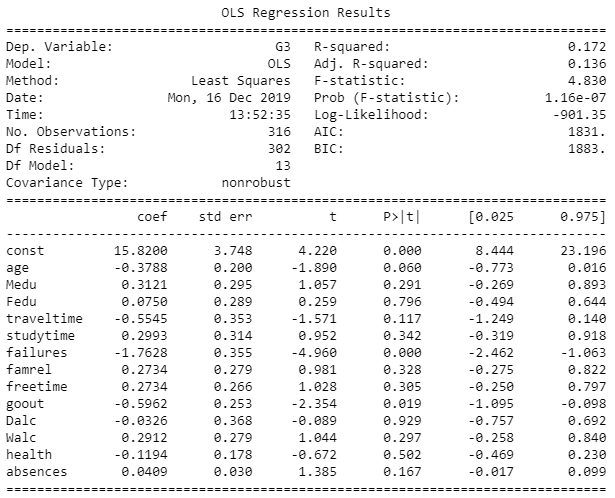 OLS Regression Results
==============================================================================
Dep. Variable:                     G3   R-squared:                       0.172
Model:                            OLS   Adj. R-squared:                  0.136
Method:                 Least Squares   F-statistic:                     4.830
Date:                Mon, 16 Dec 2019   Prob (F-statistic):           1.16e-07
Time:                        13:52:35   Log-Likelihood:                -901.35
No. Observations:                 316   AIC:                             1831.
Df Residuals:                     302   BIC:                             1883.
Df Model:                          13
Covariance Type:            nonrobust
==============================================================================
                 coef    std err          t      P>|t|      [0.025      0.975]
------------------------------------------------------------------------------
const         15.8200      3.748      4.220      0.000       8.444      23.196
age           -0.3788      0.200     -1.890      0.060      -0.773       0.016
Medu           0.3121      0.295      1.057      0.291      -0.269       0.893
Fedu           0.0750      0.289      0.259      0.796      -0.494       0.644
traveltime    -0.5545      0.353     -1.571      0.117      -1.249       0.140
studytime      0.2993      0.314      0.952      0.342      -0.319       0.918
failures      -1.7628      0.355     -4.960      0.000      -2.462      -1.063
famrel         0.2734      0.279      0.981      0.328      -0.275       0.822
freetime       0.2734      0.266      1.028      0.305      -0.250       0.797
goout         -0.5962      0.253     -2.354      0.019      -1.095      -0.098
Dalc          -0.0326      0.368     -0.089      0.929      -0.757       0.692
Walc           0.2912      0.279      1.044      0.297      -0.258       0.840
health        -0.1194      0.178     -0.672      0.502      -0.469       0.230
absences       0.0409      0.030      1.385      0.167      -0.017       0.099
==============================================================================